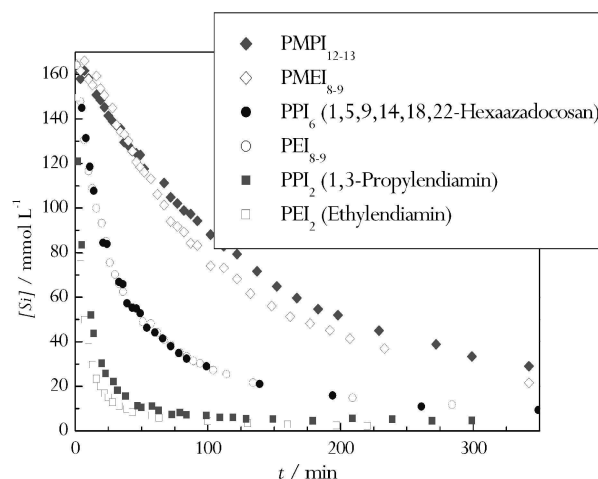 PMPI12-13
PMEI8-9
PPI6 (1,5,9,14,18,22-Hexaazadocosan)
PEI8-9
PPI2 (1,3-Propylendiamin)
PEI2 (Ethylendiamin)
[Si] / mmol L-1
160
140
120
100
80
60
40
20
0
0
100
200
300
t / min